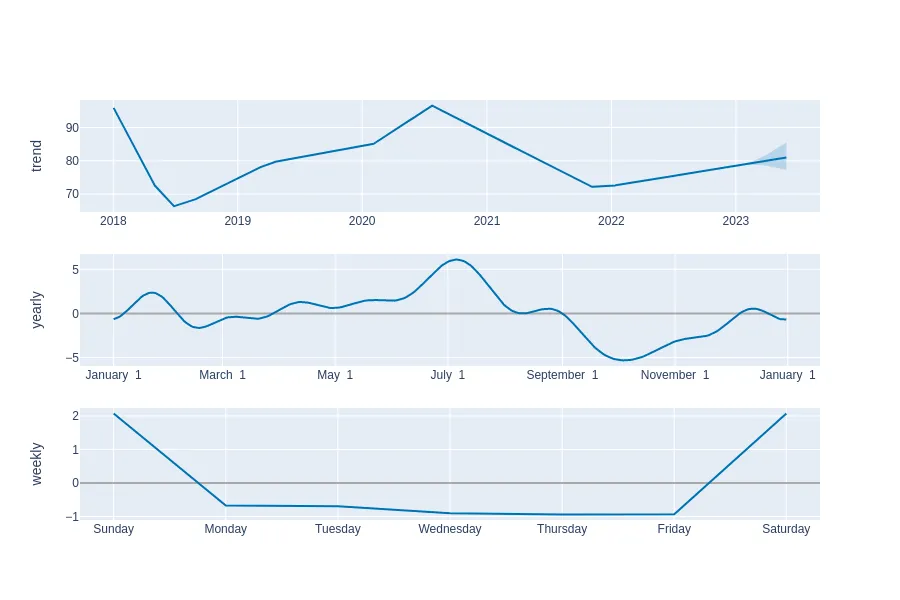 trend
90
80
70
2018 2019 2020 2021 2022 2023
yearly
5
0
−5
January 1 March 1 May 1 July 1 September 1 November 1 January 1
weekly
2
1
0
−1
Sunday Monday Tuesday Wednesday Thursday Friday Saturday